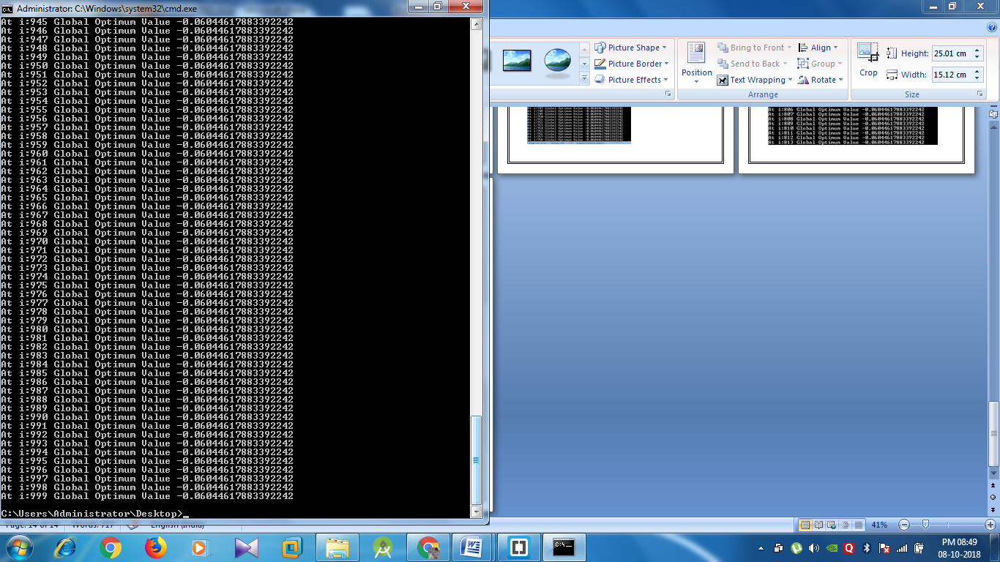 Administrator: C:\Windows\system32\cmd.exe
At i:945 Global Optimum Value -0.06044617883392242
At i:946 Global Optimum Value -0.06044617883392242
At i:947 Global Optimum Value -0.06044617883392242
At i:948 Global Optimum Value -0.06044617883392242
At i:949 Global Optimum Value -0.06044617883392242
At i:950 Global Optimum Value -0.06044617883392242
At i:951 Global Optimum Value -0.06044617883392242
At i:952 Global Optimum Value -0.06044617883392242
At i:953 Global Optimum Value -0.06044617883392242
At i:954 Global Optimum Value -0.06044617883392242
At i:955 Global Optimum Value -0.06044617883392242
At i:956 Global Optimum Value -0.06044617883392242
At i:957 Global Optimum Value -0.06044617883392242
At i:958 Global Optimum Value -0.06044617883392242
At i:959 Global Optimum Value -0.06044617883392242
At i:960 Global Optimum Value -0.06044617883392242
At i:961 Global Optimum Value -0.06044617883392242
At i:962 Global Optimum Value -0.06044617883392242
At i:963 Global Optimum Value -0.06044617883392242
At i:964 Global Optimum Value -0.06044617883392242
At i:965 Global Optimum Value -0.06044617883392242
At i:966 Global Optimum Value -0.06044617883392242
At i:967 Global Optimum Value -0.06044617883392242
At i:968 Global Optimum Value -0.06044617883392242
At i:969 Global Optimum Value -0.06044617883392242
At i:970 Global Optimum Value -0.06044617883392242
At i:971 Global Optimum Value -0.06044617883392242
At i:972 Global Optimum Value -0.06044617883392242
At i:973 Global Optimum Value -0.06044617883392242
At i:974 Global Optimum Value -0.06044617883392242
At i:975 Global Optimum Value -0.06044617883392242
At i:976 Global Optimum Value -0.06044617883392242
At i:977 Global Optimum Value -0.06044617883392242
At i:978 Global Optimum Value -0.06044617883392242
At i:979 Global Optimum Value -0.06044617883392242
At i:980 Global Optimum Value -0.06044617883392242
At i:981 Global Optimum Value -0.06044617883392242
At i:982 Global Optimum Value -0.06044617883392242
At i:983 Global Optimum Value -0.06044617883392242
At i:984 Global Optimum Value -0.06044617883392242
At i:985 Global Optimum Value -0.06044617883392242
At i:986 Global Optimum Value -0.06044617883392242
At i:987 Global Optimum Value -0.06044617883392242
At i:988 Global Optimum Value -0.06044617883392242
At i:989 Global Optimum Value -0.06044617883392242
At i:990 Global Optimum Value -0.06044617883392242
At i:991 Global Optimum Value -0.06044617883392242
At i:992 Global Optimum Value -0.06044617883392242
At i:993 Global Optimum Value -0.06044617883392242
At i:994 Global Optimum Value -0.06044617883392242
At i:995 Global Optimum Value -0.06044617883392242
At i:996 Global Optimum Value -0.06044617883392242
At i:997 Global Optimum Value -0.06044617883392242
At i:998 Global Optimum Value -0.06044617883392242
At i:999 Global Optimum Value -0.06044617883392242
C:\Users\Administrator\Desktop>_
Picture Shape
Picture Border
Picture Effects
Position
Bring to Front
Send to Back
Text Wrapping
Align
Group
Rotate
Arrange
Crop
Height: 25.01 cm
Width: 15.12 cm
Size
At i:806 Global Optimum Value -0.06044617883392242
At i:807 Global Optimum Value -0.06044617883392242
At i:808 Global Optimum Value -0.06044617883392242
At i:809 Global Optimum Value -0.06044617883392242
At i:810 Global Optimum Value -0.06044617883392242
At i:811 Global Optimum Value -0.06044617883392242
At i:812 Global Optimum Value -0.06044617883392242
At i:813 Global Optimum Value -0.06044617883392242
Page: 14 of 14 Words: 717 English (India)
41%
PM 08:49
08-10-2018